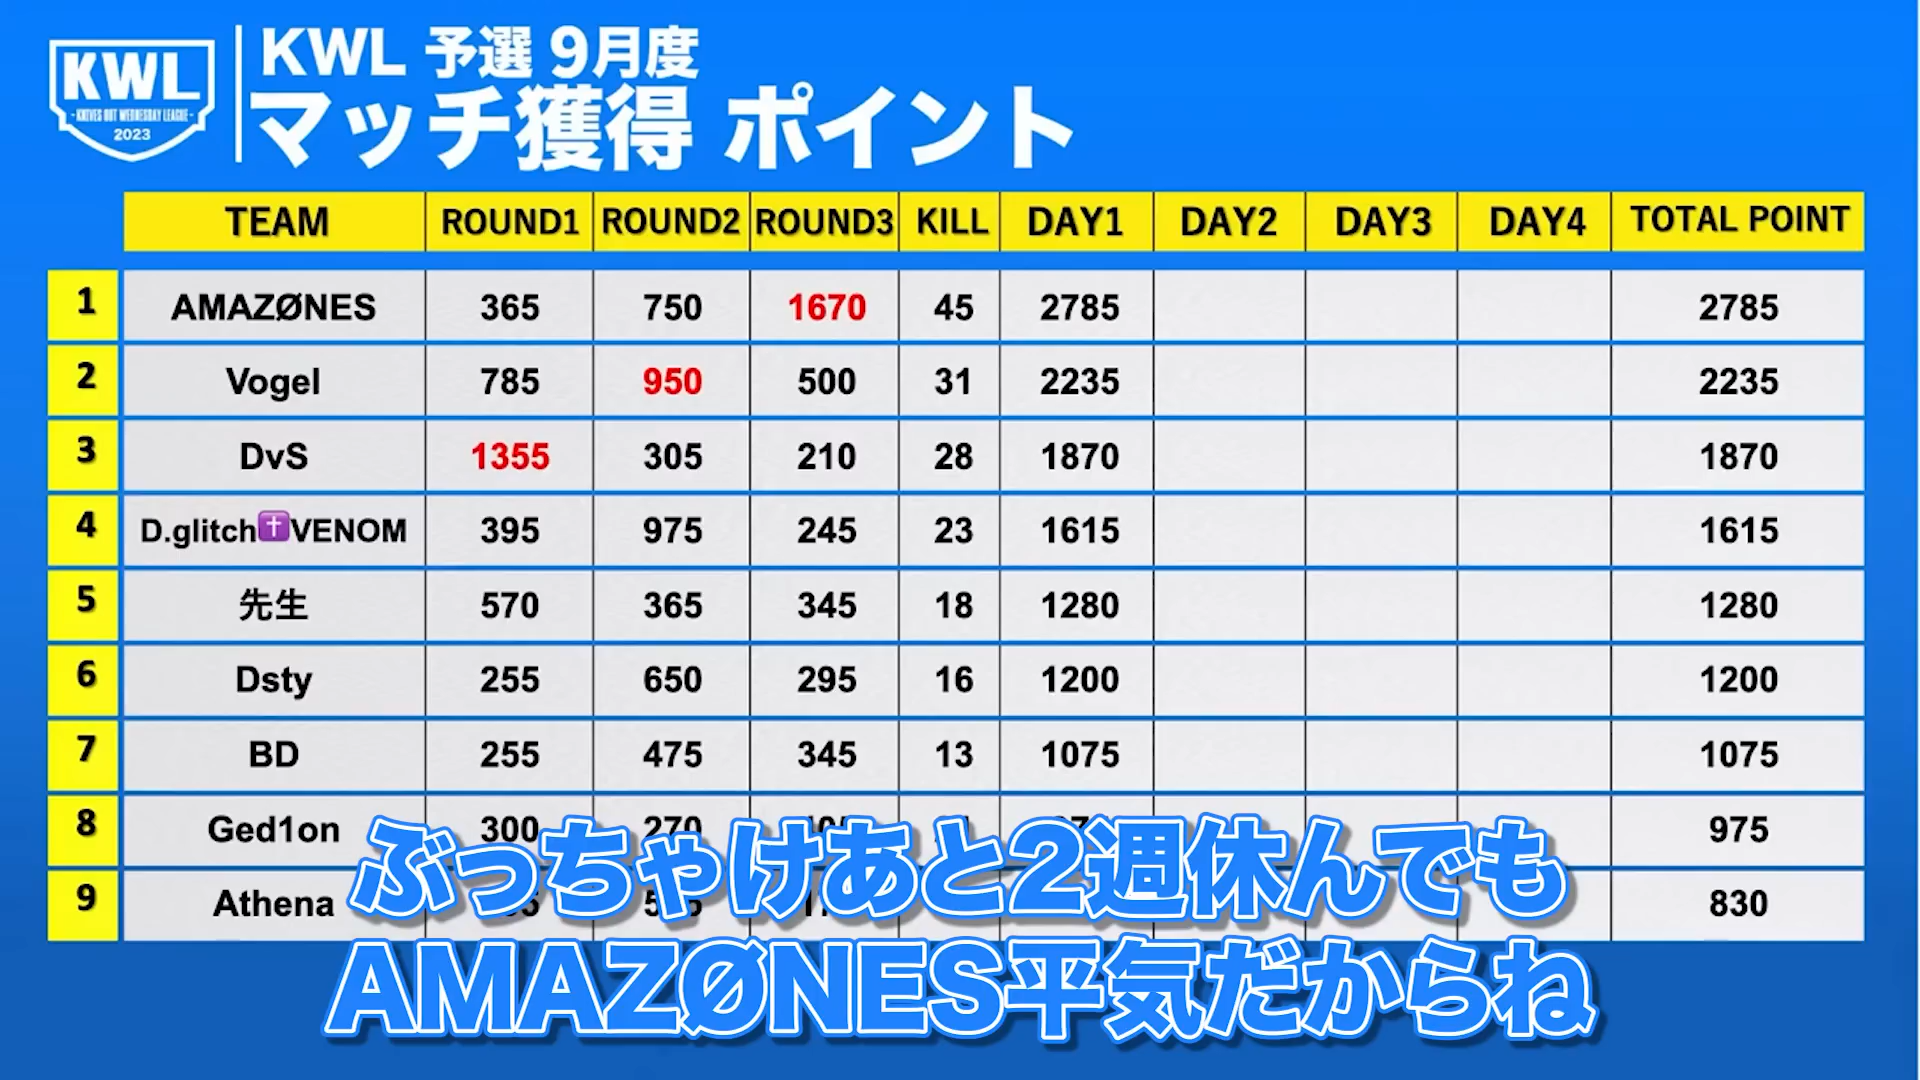 KWL
- KNIVES OUT WEDNESDAY LEAGUE -
2023
KWL 予選 9月度
マッチ獲得 ポイント
TEAM ROUND1 ROUND2 ROUND3 KILL DAY1 DAY2 DAY3 DAY4 TOTAL POINT
1 AMAZØNES 365 750 1670 45 2785 2785
2 Vogel 785 950 500 31 2235 2235
3 DvS 1355 305 210 28 1870 1870
4 D.glitch✝️VENOM 395 975 245 23 1615 1615
5 先生 570 365 345 18 1280 1280
6 Dsty 255 650 295 16 1200 1200
7 BD 255 475 345 13 1075 1075
8 Ged1on 300 270 975
9 Athena 830
ぶっちゃけあと2週休んでも
AMAZØNES平気だからね